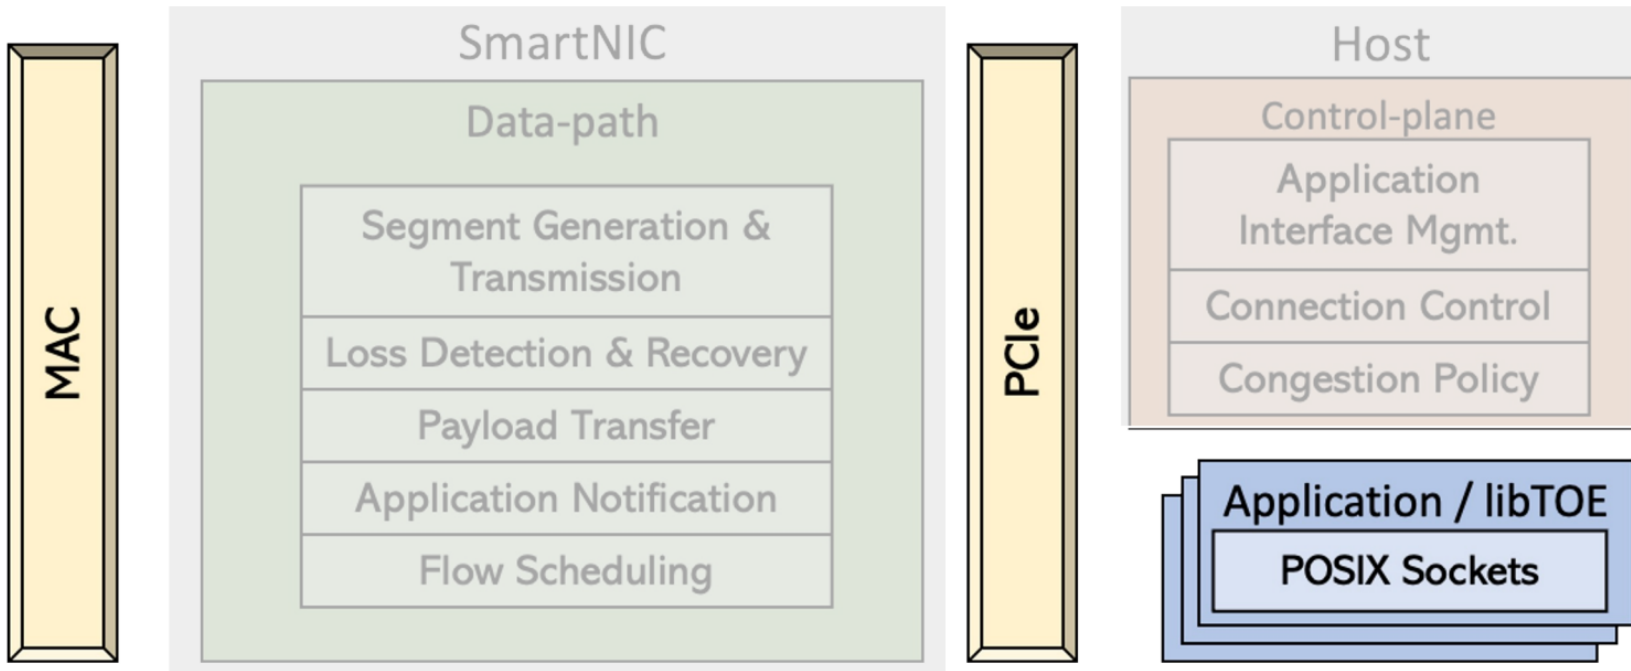 MAC
SmartNIC
Data-path
Segment Generation &
Transmission
Loss Detection & Recovery
Payload Transfer
Application Notification
Flow Scheduling
PCIe
Host
Control-plane
Application
Interface Mgmt.
Connection Control
Congestion Policy
Application / libTOE
POSIX Sockets